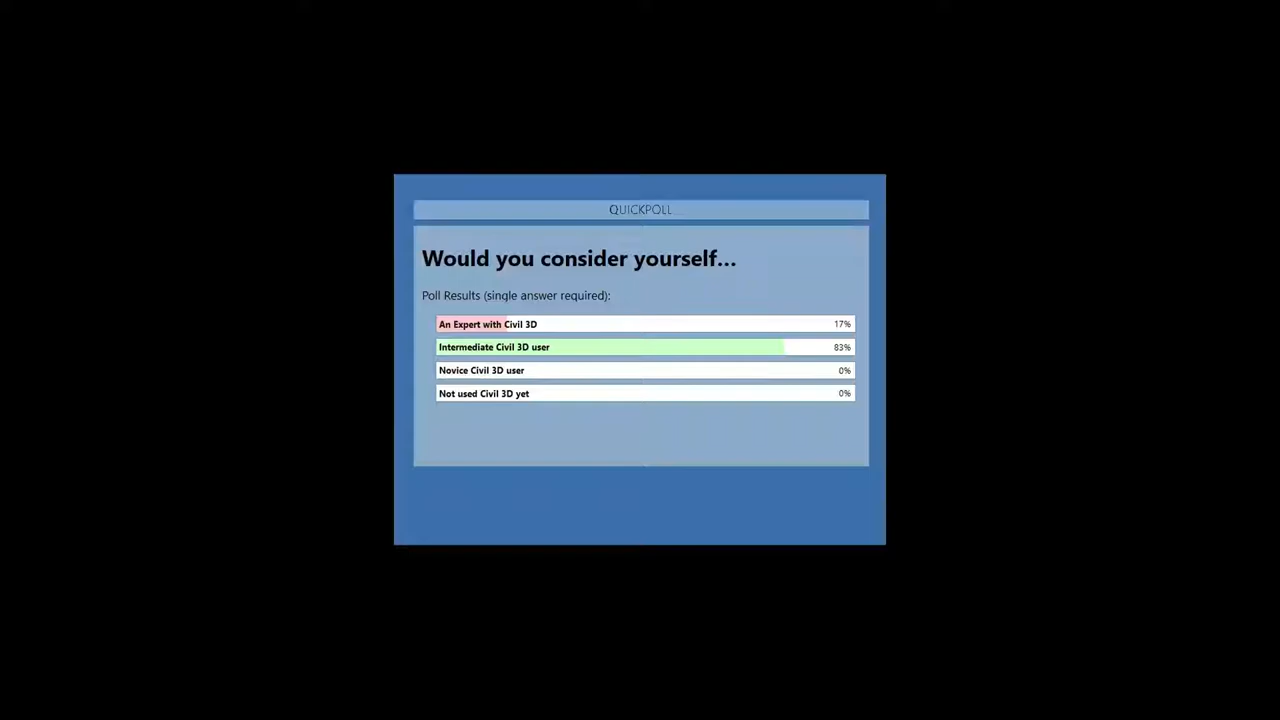 QUICKPOLL
Would you consider yourself...
Poll Results (single answer required):
An Expert with Civil 3D 17%
Intermediate Civil 3D user 83%
Novice Civil 3D user 0%
Not used Civil 3D yet 0%